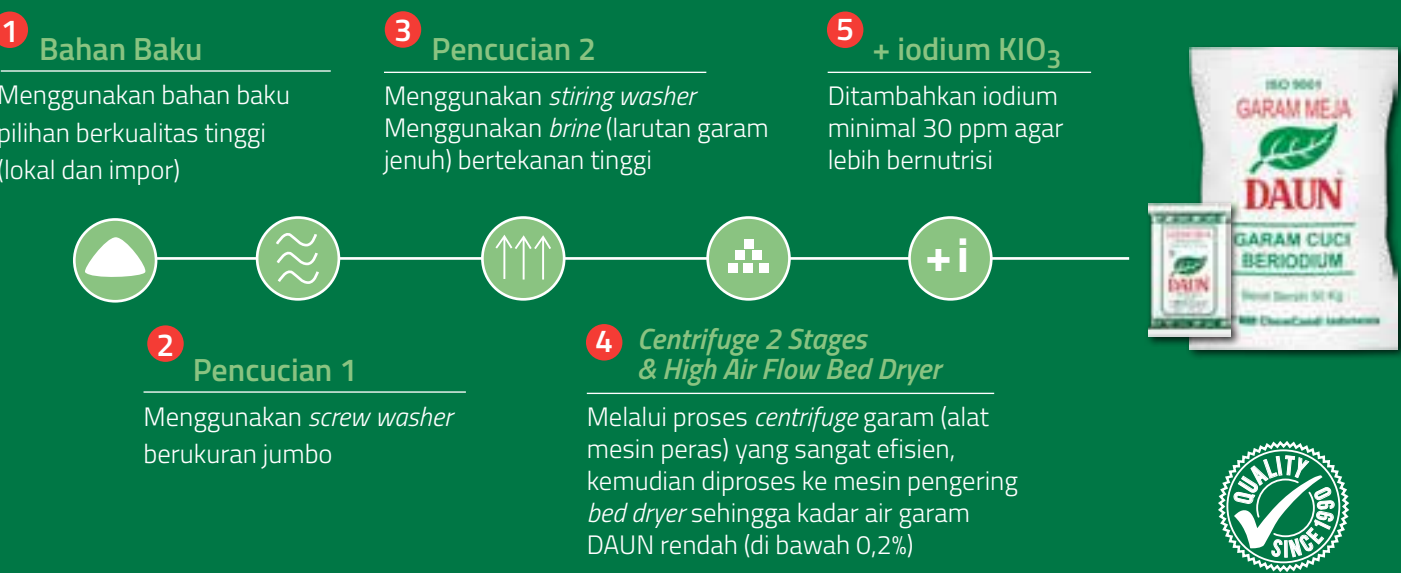 1
Bahan Baku
Menggunakan bahan baku
pilihan berkualitas tinggi
(lokal dan impor)
3
Pencucian 2
Menggunakan stiring washer
Menggunakan brine (larutan garam
jenuh) bertekanan tinggi
5
+ iodium KIO₃
Ditambahkan iodium
minimal 30 ppm agar
lebih bernutrisi
+i
2
Pencucian 1
Menggunakan screw washer
berukuran jumbo
4
Centrifuge 2 Stages
& High Air Flow Bed Dryer
Melalui proses centrifuge garam (alat
mesin peras) yang sangat efisien,
kemudian diproses ke mesin pengering
bed dryer sehingga kadar air garam
DAUN rendah (di bawah 0,2%)
ISO 9001
GARAM MEJA
DAUN
GARAM CUCI
BERIODIUM
DAUN
QUALITY
SINCE 1960